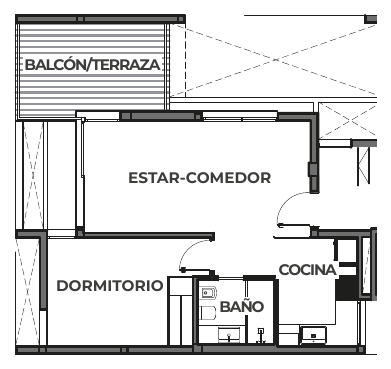 BALCÓN/TERRAZA
ESTAR-COMEDOR
COCINA
DORMITORIO
BAÑO